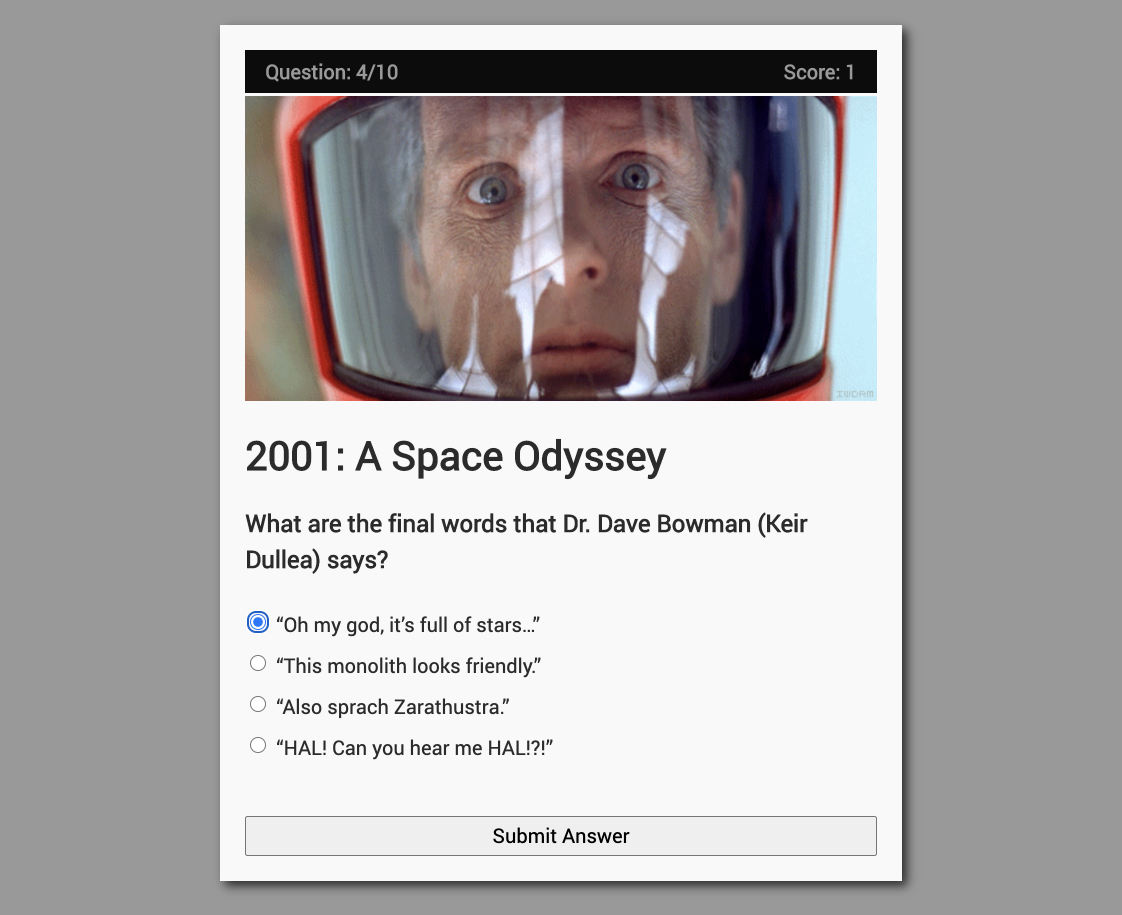 Question: 4/10
Score: 1
IWDRM
2001: A Space Odyssey
What are the final words that Dr. Dave Bowman (Keir
Dullea) says?
“Oh my god, it’s full of stars…”
“This monolith looks friendly.”
“Also sprach Zarathustra.”
“HAL! Can you hear me HAL!?!”
Submit Answer